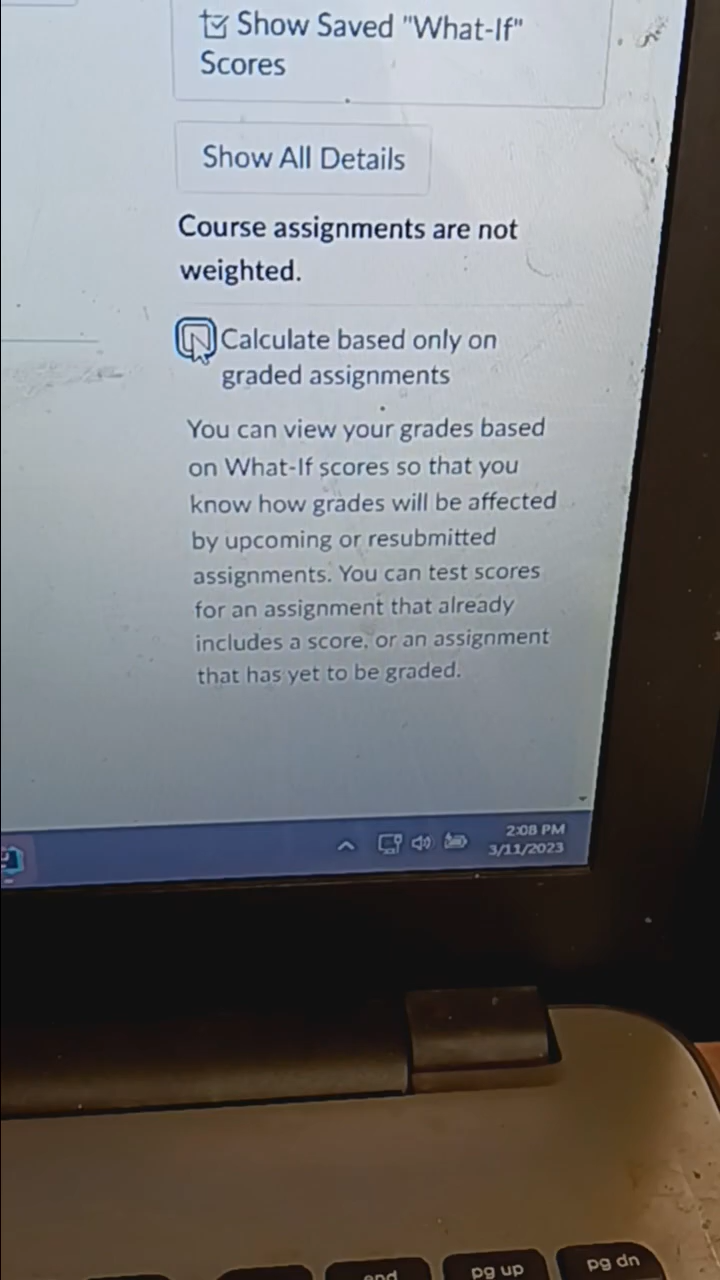 Show Saved "What-If"
Scores
Show All Details
Course assignments are not
weighted.
Calculate based only on
graded assignments
You can view your grades based
on What-If scores so that you
know how grades will be affected
by upcoming or resubmitted
assignments. You can test scores
for an assignment that already
includes a score, or an assignment
that has yet to be graded.
2:08 PM
3/11/2023
end
pg up
pg dn